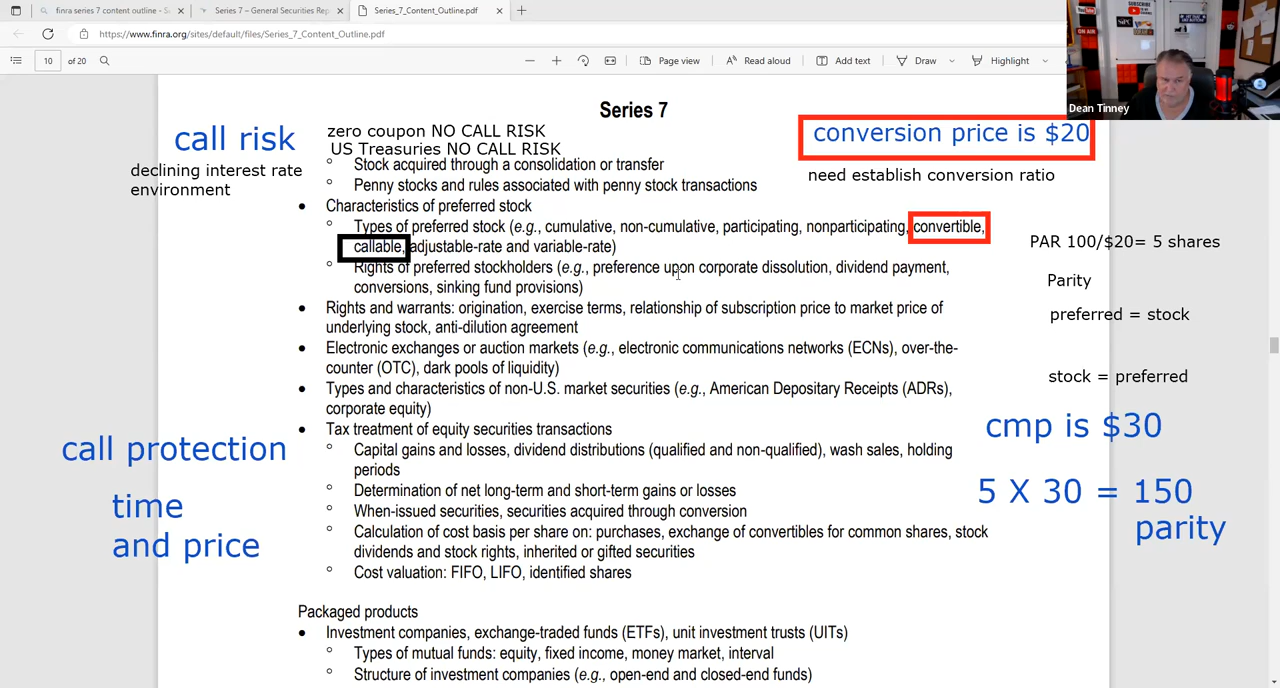 finra series 7 content outline - S
Series 7 – General Securities Rep
Series_7_Content_Outline.pdf
https://www.finra.org/sites/default/files/Series_7_Content_Outline.pdf
10 of 20
Page view
Read aloud
Add text
Draw
Highlight
Dean Tinney
Series 7
call risk
zero coupon NO CALL RISK
US Treasuries NO CALL RISK
declining interest rate
environment
conversion price is $20
need establish conversion ratio
° Stock acquired through a consolidation or transfer
° Penny stocks and rules associated with penny stock transactions
• Characteristics of preferred stock
° Types of preferred stock (e.g., cumulative, non-cumulative, participating, nonparticipating, convertible,
callable, adjustable-rate and variable-rate)
° Rights of preferred stockholders (e.g., preference upon corporate dissolution, dividend payment,
conversions, sinking fund provisions)
PAR 100/$20= 5 shares
Parity
preferred = stock
stock = preferred
• Rights and warrants: origination, exercise terms, relationship of subscription price to market price of
underlying stock, anti-dilution agreement
• Electronic exchanges or auction markets (e.g., electronic communications networks (ECNs), over-the-
counter (OTC), dark pools of liquidity)
• Types and characteristics of non-U.S. market securities (e.g., American Depositary Receipts (ADRs),
corporate equity)
• Tax treatment of equity securities transactions
° Capital gains and losses, dividend distributions (qualified and non-qualified), wash sales, holding
periods
° Determination of net long-term and short-term gains or losses
° When-issued securities, securities acquired through conversion
° Calculation of cost basis per share on: purchases, exchange of convertibles for common shares, stock
dividends and stock rights, inherited or gifted securities
° Cost valuation: FIFO, LIFO, identified shares
call protection
time
and price
cmp is $30
5 X 30 = 150
parity
Packaged products
• Investment companies, exchange-traded funds (ETFs), unit investment trusts (UITs)
° Types of mutual funds: equity, fixed income, money market, interval
° Structure of investment companies (e.g., open-end and closed-end funds)